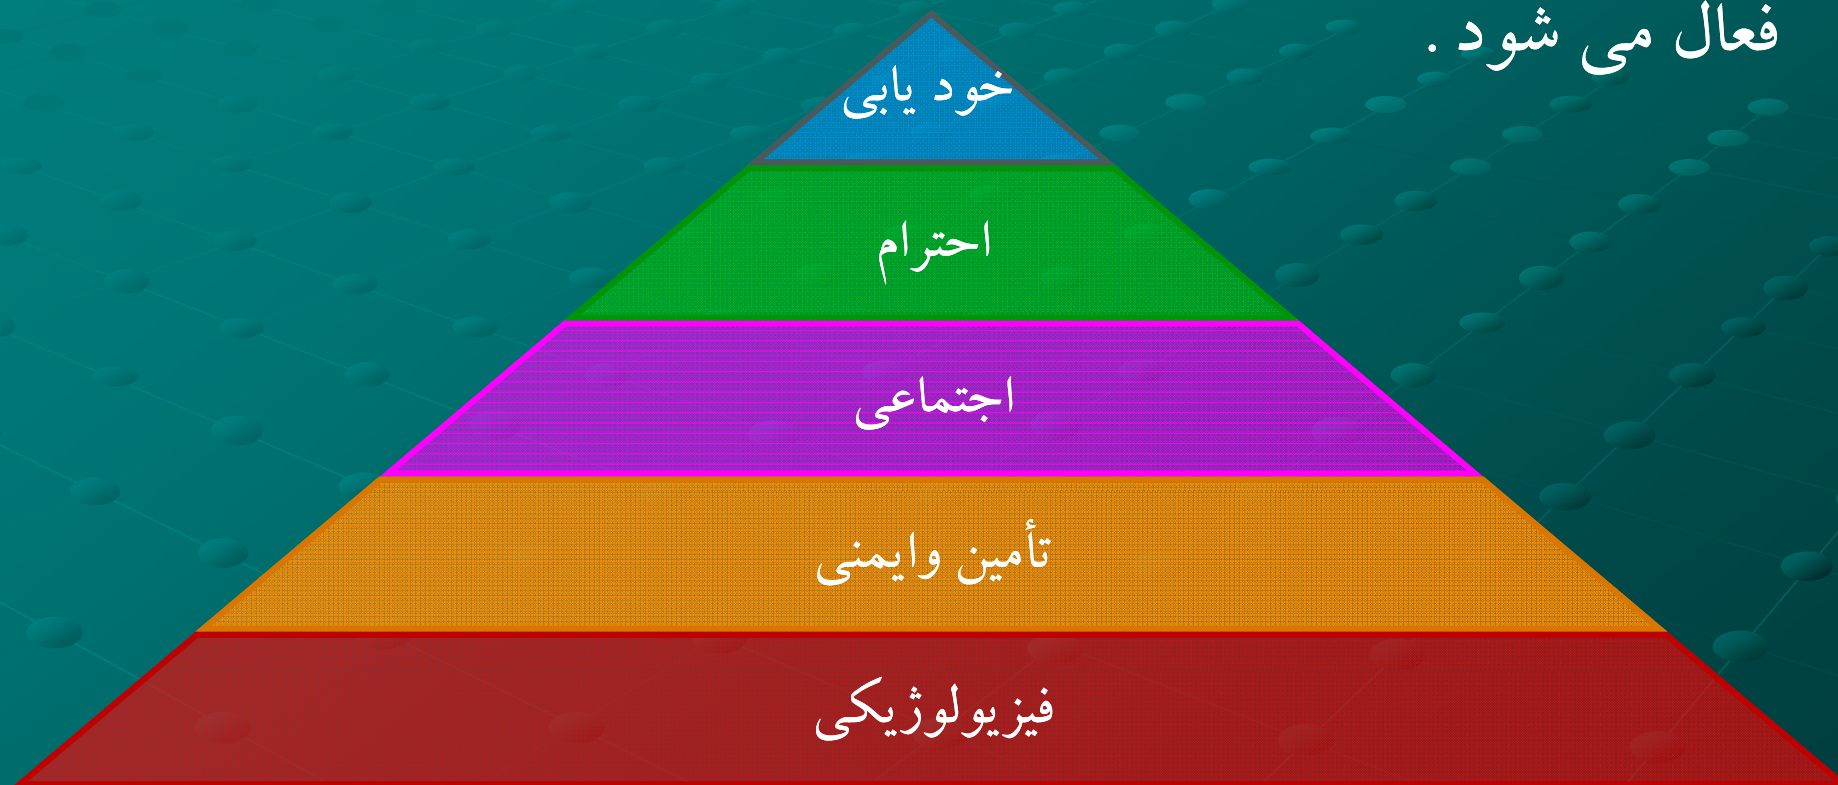 فعال می شود .
خود یابی
احترام
اجتماعی
تأمین وایمنی
فیزیولوژیکی